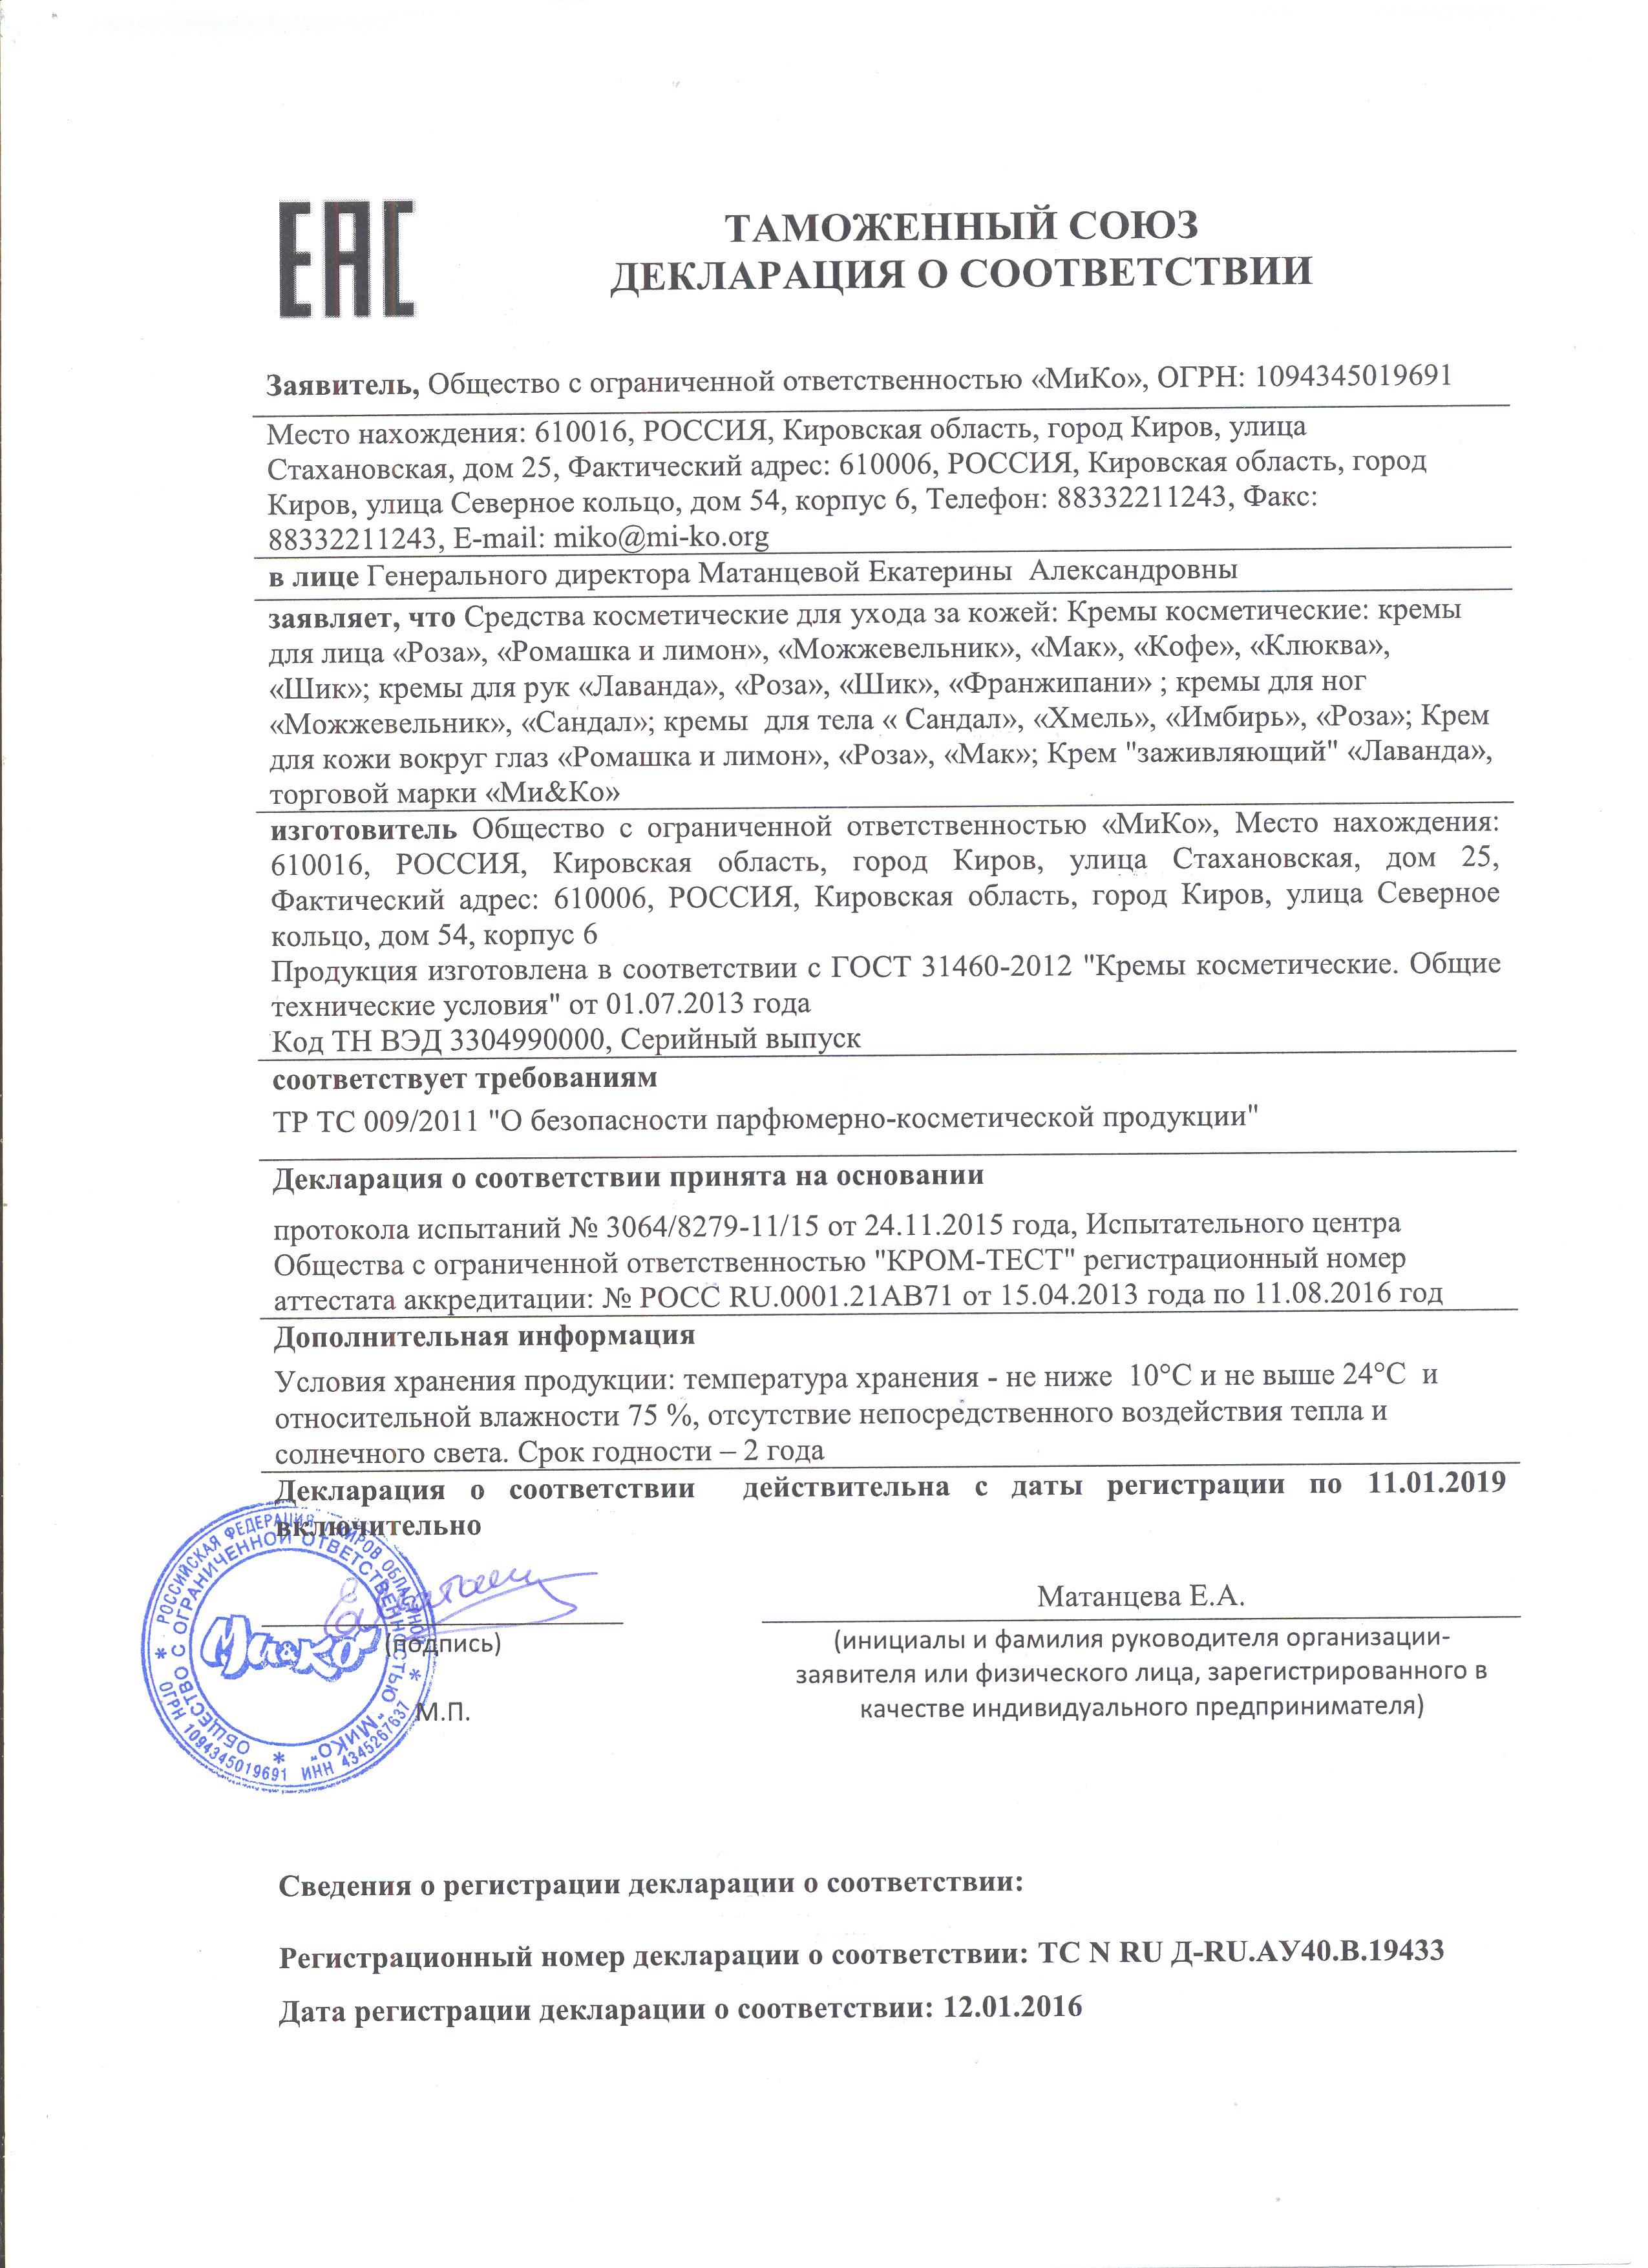 ЕАС
ТАМОЖЕННЫЙ СОЮЗ
ДЕКЛАРАЦИЯ О СООТВЕТСТВИИ
Заявитель, Общество с ограниченной ответственностью «МиКо», ОГРН: 1094345019691
Место нахождения: 610016, РОССИЯ, Кировская область, город Киров, улица
Стахановская, дом 25, Фактический адрес: 610006, РОССИЯ, Кировская область, город
Киров, улица Северное кольцо, дом 54, корпус 6, Телефон: 88332211243, Факс:
88332211243, E-mail: miko@mi-ko.org
в лице Генерального директора Матанцевой Екатерины Александровны
заявляет, что Средства косметические для ухода за кожей: Кремы косметические: кремы
для лица «Роза», «Ромашка и лимон», «Можжевельник», «Мак», «Кофе», «Клюква»,
«Шик»; кремы для рук «Лаванда», «Роза», «Шик», «Франжипани» ; кремы для ног
«Можжевельник», «Сандал»; кремы для тела « Сандал», «Хмель», «Имбирь», «Роза»; Крем
для кожи вокруг глаз «Ромашка и лимон», «Роза», «Мак»; Крем "заживляющий" «Лаванда»,
торговой марки «Ми&Ко»
изготовитель Общество с ограниченной ответственностью «МиКо», Место нахождения:
610016, РОССИЯ, Кировская область, город Киров, улица Стахановская, дом 25,
Фактический адрес: 610006, РОССИЯ, Кировская область, город Киров, улица Северное
кольцо, дом 54, корпус 6
Продукция изготовлена в соответствии с ГОСТ 31460-2012 "Кремы косметические. Общие
технические условия" от 01.07.2013 года
Код ТН ВЭД 3304990000, Серийный выпуск
соответствует требованиям
ТР ТС 009/2011 "О безопасности парфюмерно-косметической продукции"
Декларация о соответствии принята на основании
протокола испытаний № 3064/8279-11/15 от 24.11.2015 года, Испытательного центра
Общества с ограниченной ответственностью "КРОМ-ТЕСТ" регистрационный номер
аттестата аккредитации: № РОСС RU.0001.21АВ71 от 15.04.2013 года по 11.08.2016 год
Дополнительная информация
Условия хранения продукции: температура хранения - не ниже 10°С и не выше 24°С и
относительной влажности 75 %, отсутствие непосредственного воздействия тепла и
солнечного света. Срок годности – 2 года
Декларация о соответствии действительна с даты регистрации по 11.01.2019
включительно
Матанцева Е.А.
(подпись)
(инициалы и фамилия руководителя организации-
заявителя или физического лица, зарегистрированного в
качестве индивидуального предпринимателя)
М.П.
РОССИЙСКАЯ ФЕДЕРАЦИЯ
ОГРН 1094345019691 ИНН 4345267637
ОБЩЕСТВО С ОГРАНИЧЕННОЙ ОТВЕТСТВЕННОСТЬЮ "МИКО"
Ми&Ко
Сведения о регистрации декларации о соответствии:
Регистрационный номер декларации о соответствии: ТС N RU Д-RU.АУ40.В.19433
Дата регистрации декларации о соответствии: 12.01.2016